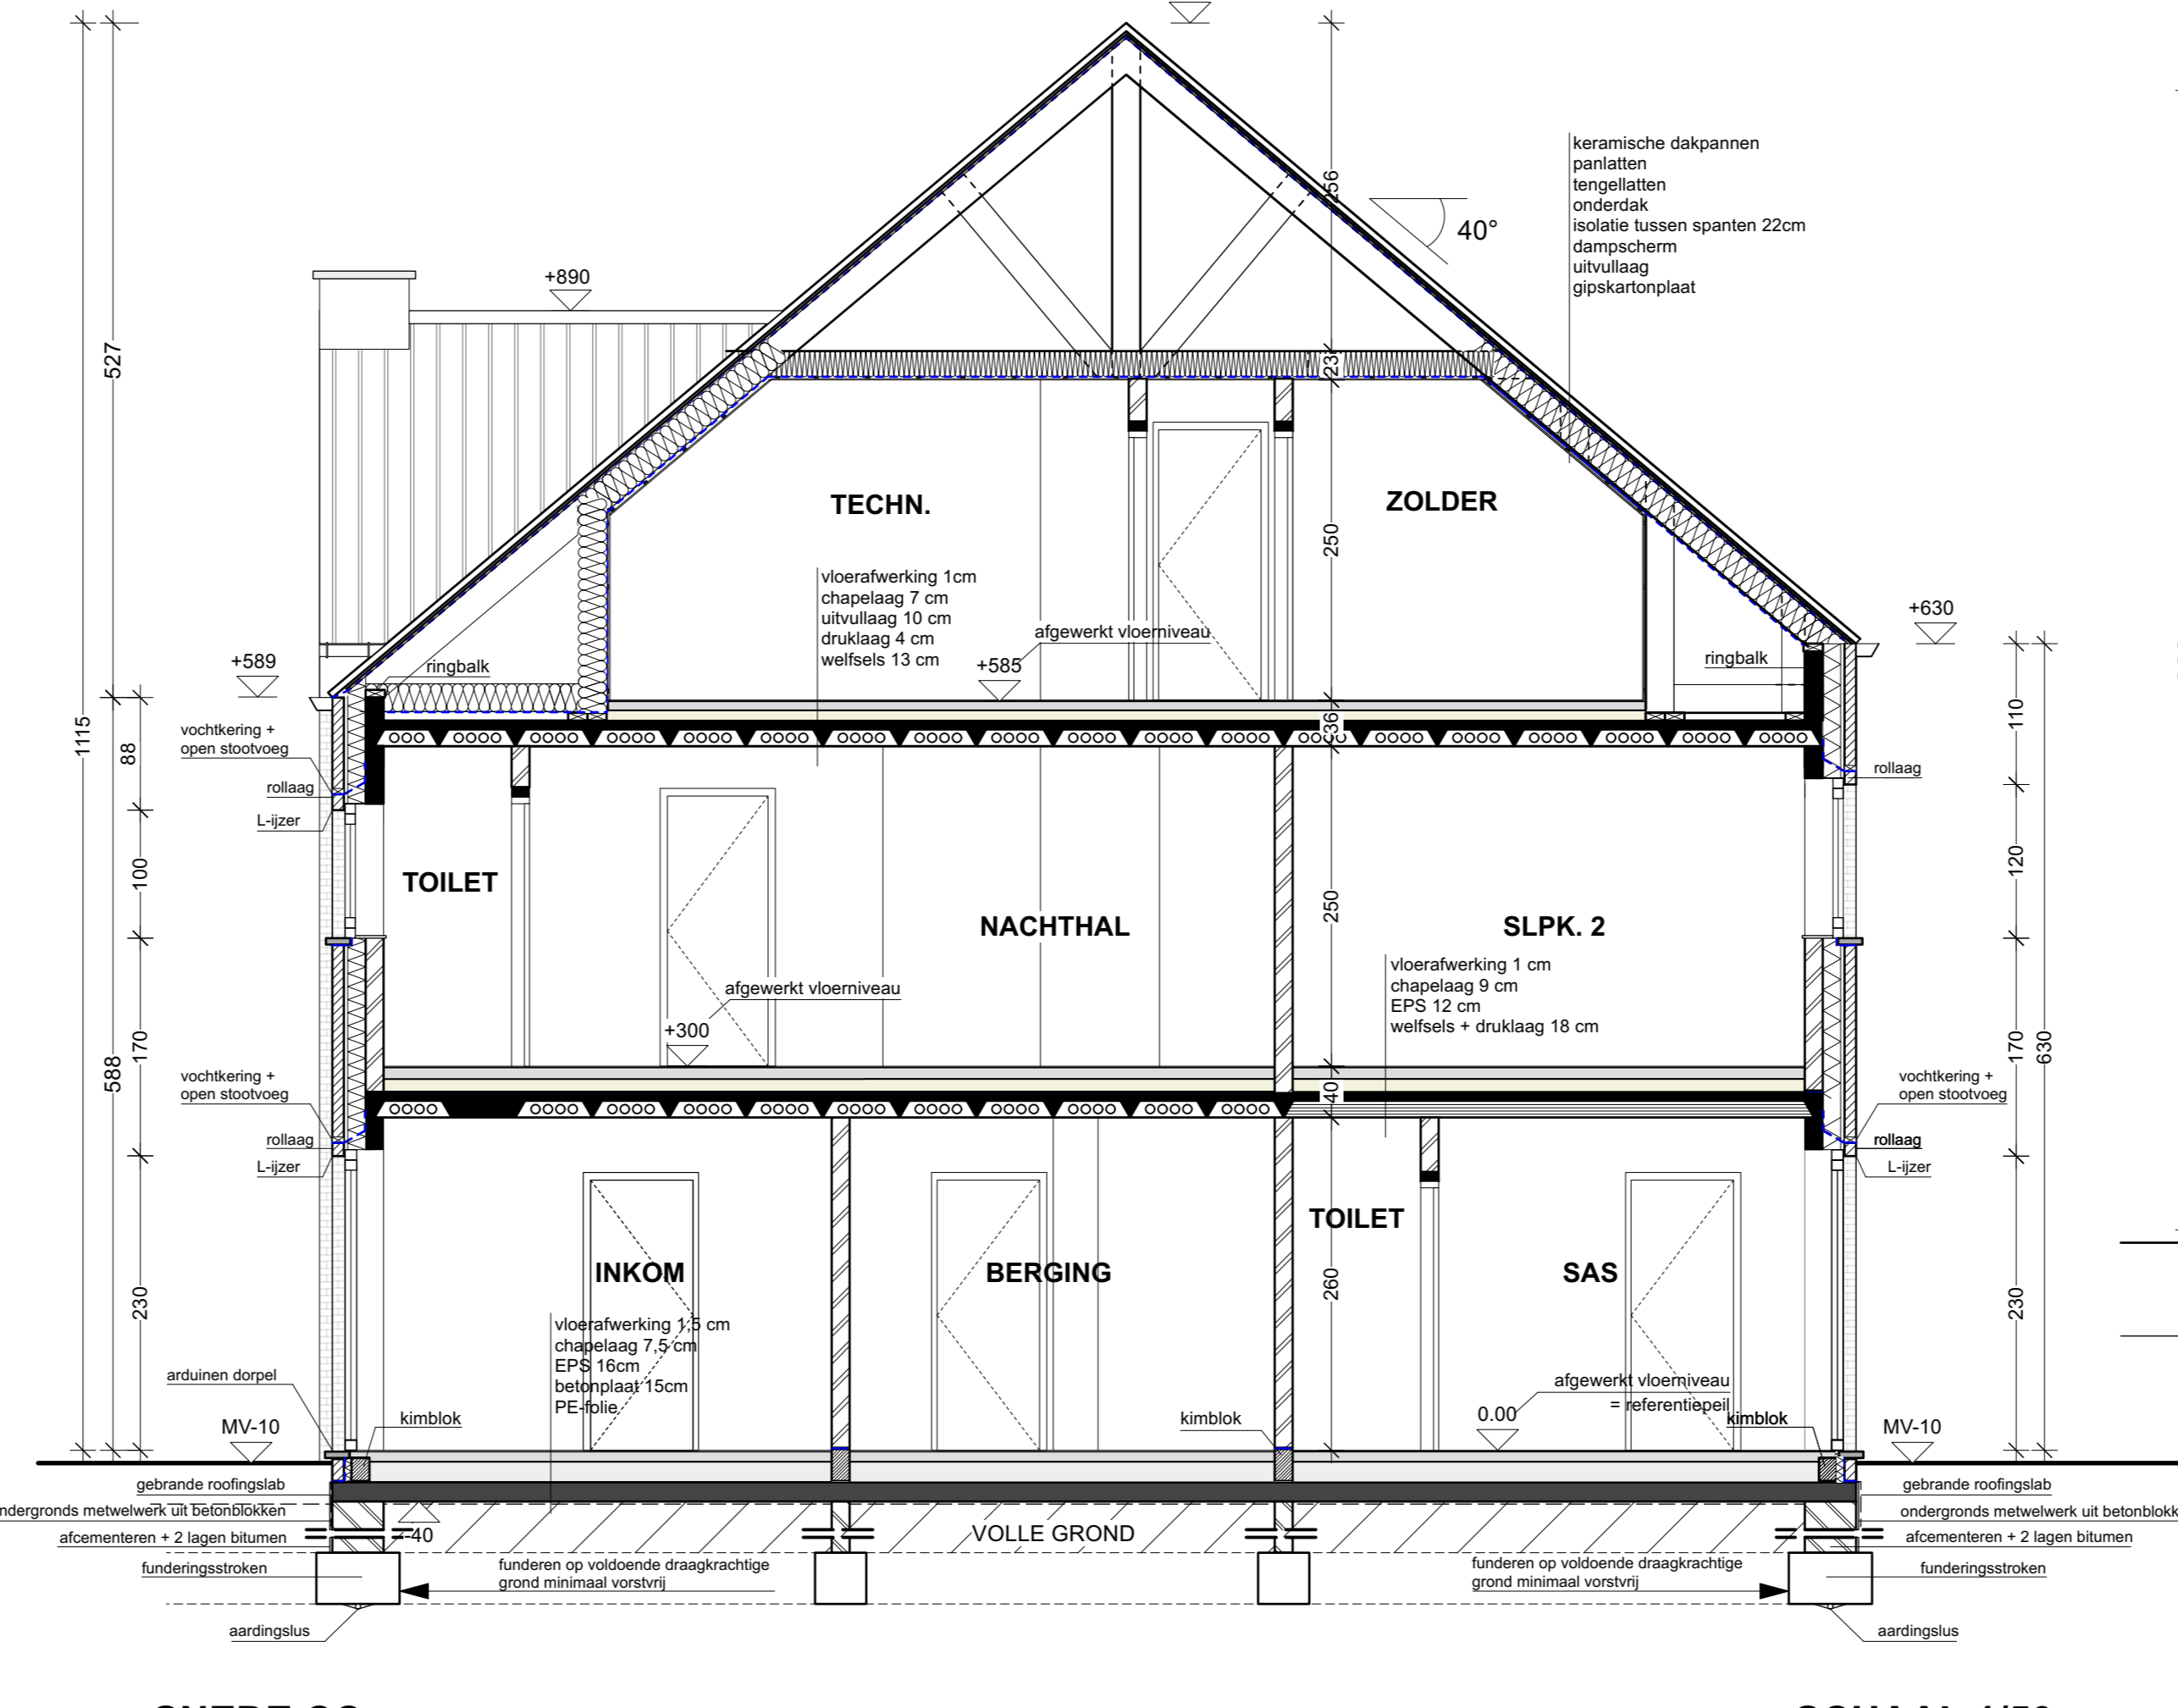 keramische dakpannen
panlatten
tengellatten
onderdak
isolatie tussen spanten 22cm
dampscherm
uitvullaag
gipskartonplaat
40°
256
+890
527
23
TECHN.
ZOLDER
250
vloerafwerking 1cm
chapelaag 7 cm
uitvullaag 10 cm
druklaag 4 cm
welfsels 13 cm
afgewerkt vloerniveau
+585
+630
+589
ringbalk
ringbalk
1115
88
36
110
vochtkering +
open stootvoeg
rollaag
L-ijzer
rollaag
100
TOILET
NACHTHAL
250
SLPK. 2
120
vloerafwerking 1 cm
chapelaag 9 cm
EPS 12 cm
welfsels + druklaag 18 cm
afgewerkt vloerniveau
+300
588
170
40
170
630
vochtkering +
open stootvoeg
rollaag
L-ijzer
vochtkering +
open stootvoeg
rollaag
L-ijzer
TOILET
INKOM
BERGING
260
SAS
230
230
vloerafwerking 1,5 cm
chapelaag 7,5 cm
EPS 16cm
betonplaat 15cm
PE-folie
arduinen dorpel
afgewerkt vloerniveau
= referentiepeil
0.00
MV-10
kimblok
kimblok
kimblok
MV-10
gebrande roofingslab
metwelwerk uit betonblokken
afcementeren + 2 lagen bitumen
funderingsstroken
-40
VOLLE GROND
funderen op voldoende draagkrachtige
grond minimaal vorstvrij
funderen op voldoende draagkrachtige
grond minimaal vorstvrij
gebrande roofingslab
ondergronds metwelwerk uit
afcementeren + 2 lagen bitumen
funderingsstroken
aardingslus
aardingslus